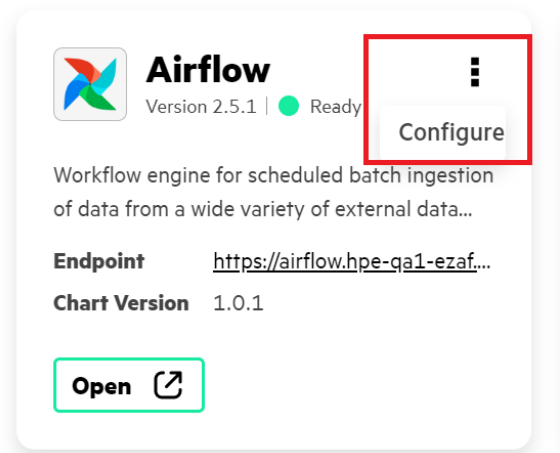 Airflow
Version 2.5.1 | Ready
Configure
Workflow engine for scheduled batch ingestion
of data from a wide variety of external data...
Endpoint https://airflow.hpe-qa1-ezaf....
Chart Version 1.0.1
Open